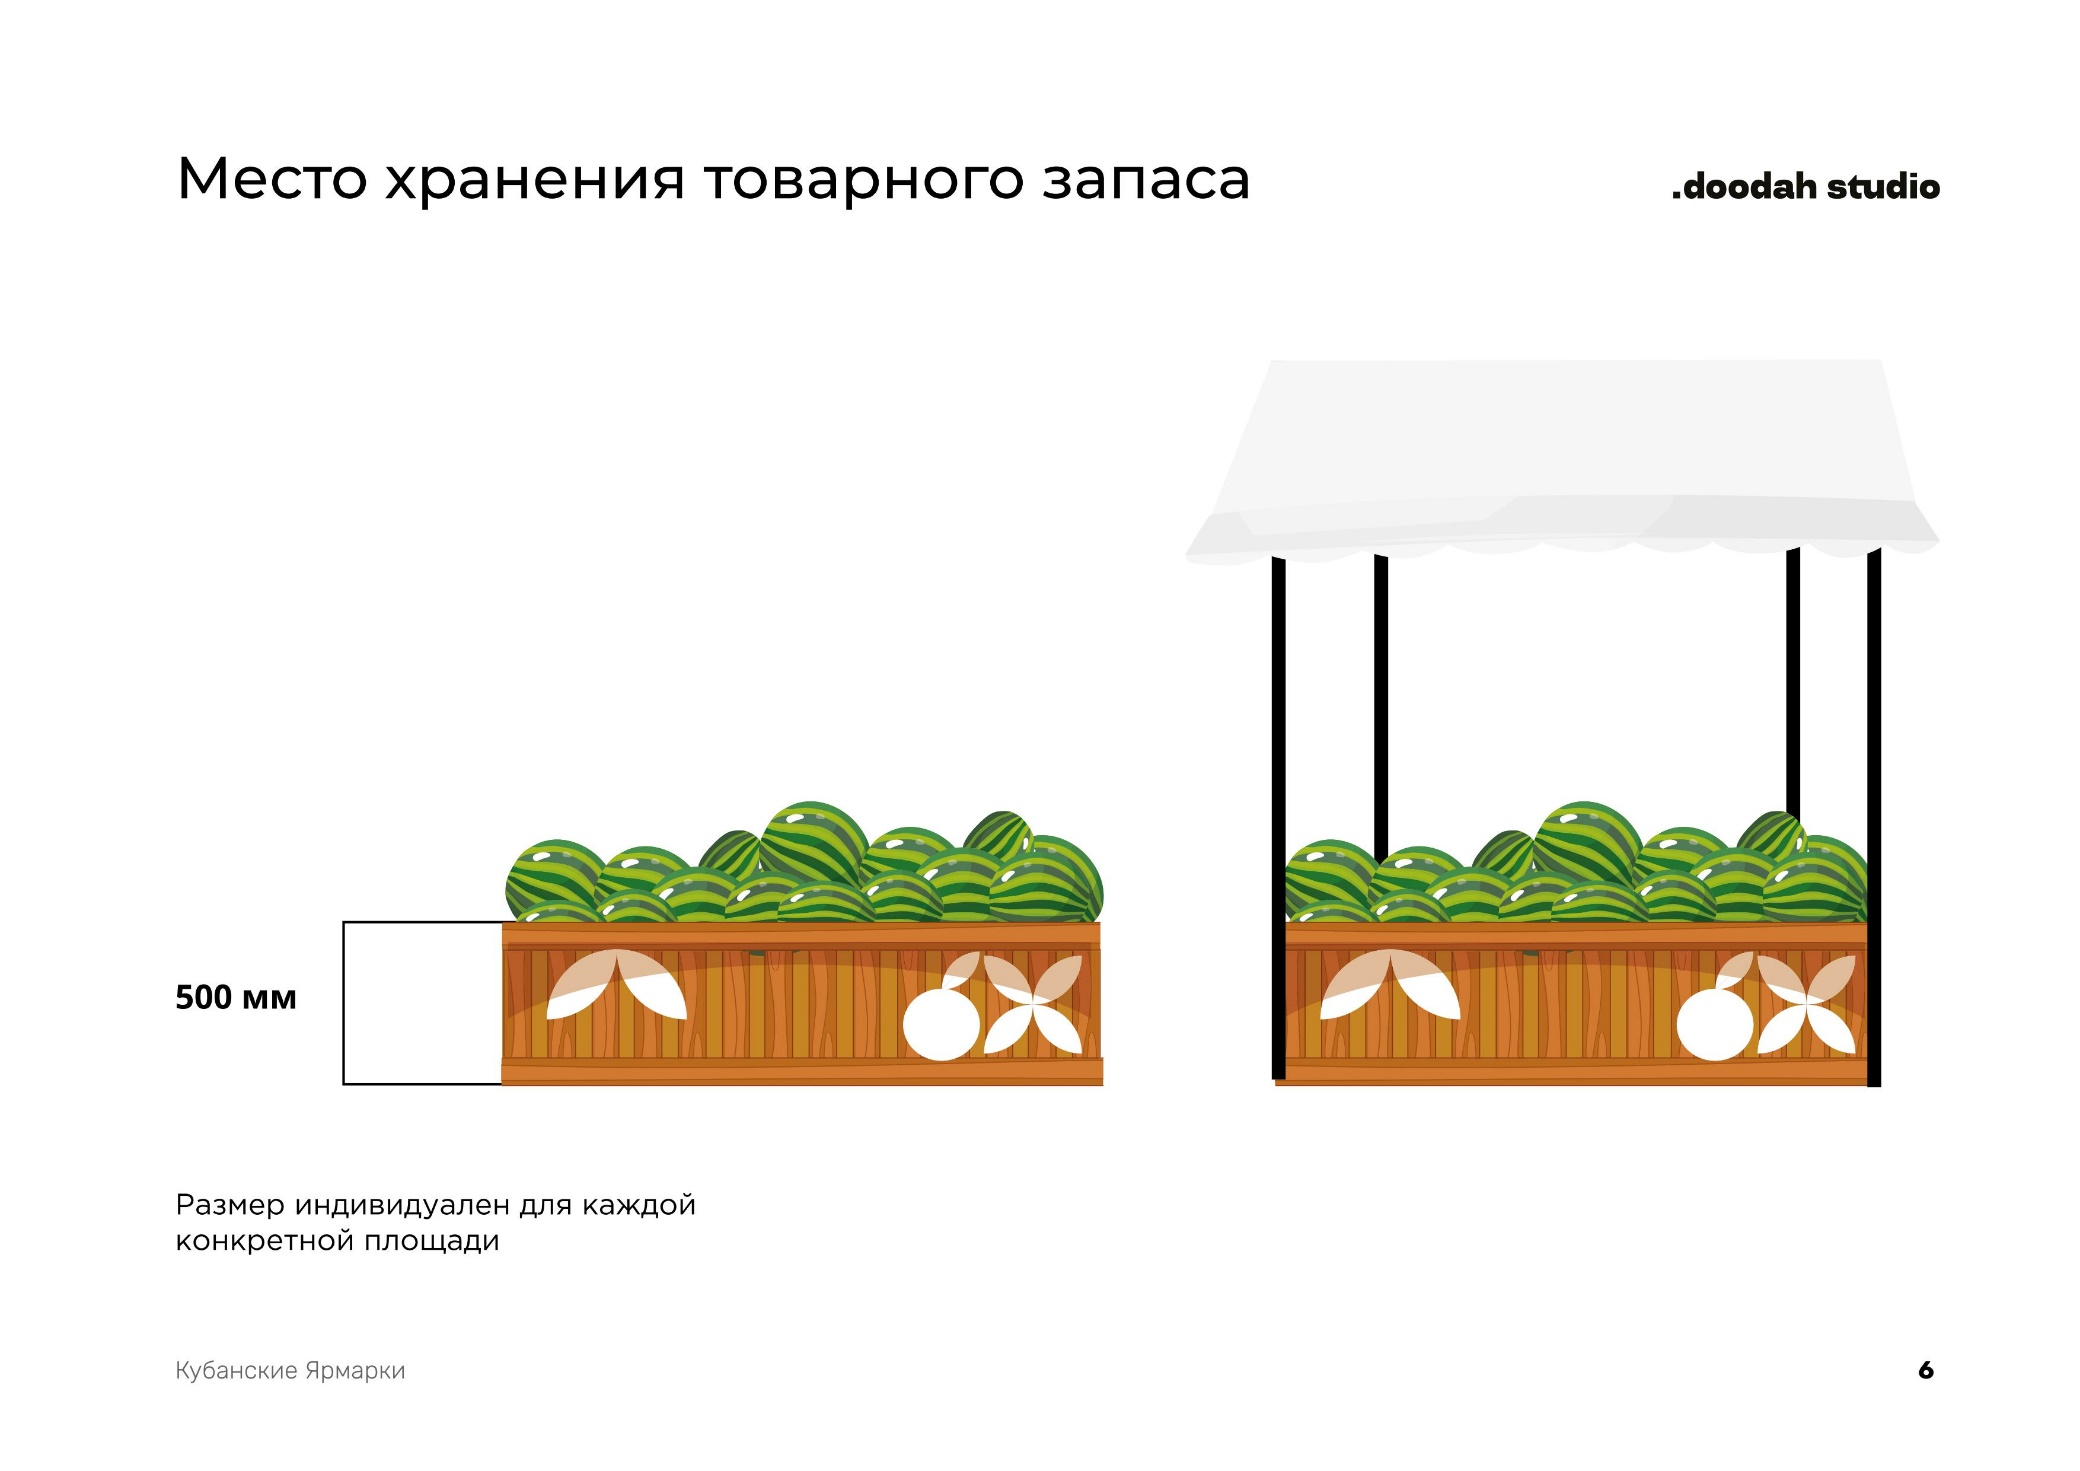 Место хранения товарного запаса
.doodah studio
500 мм
Размер индивидуален для каждой
конкретной площади
Кубанские Ярмарки
6